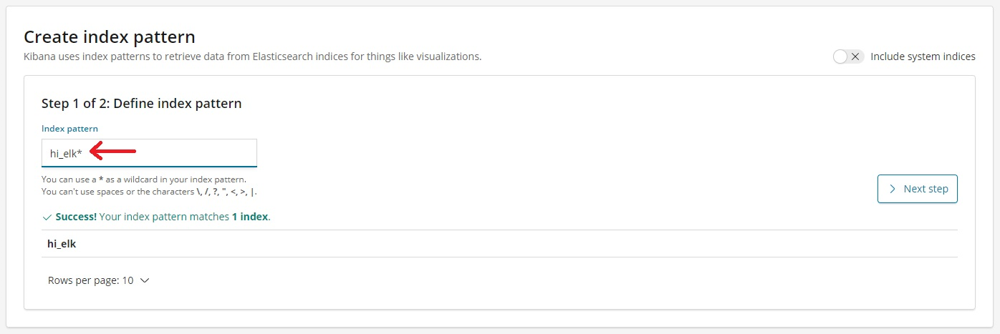 Create index pattern
Kibana uses index patterns to retrieve data from Elasticsearch indices for things like visualizations.
Include system indices
Step 1 of 2: Define index pattern
Index pattern
hi_elk*
You can use a * as a wildcard in your index pattern.
You can't use spaces or the characters \, /, ?, ", <, >, |.
Next step
Success! Your index pattern matches 1 index.
hi_elk
Rows per page: 10